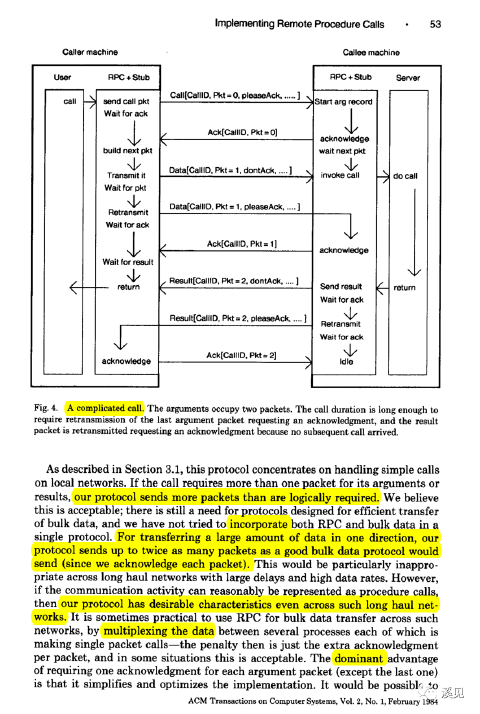 Implementing Remote Procedure Calls • 53
Caller machine
Callee machine
User
RPC + Stub
RPC + Stub
Server
call
send call pkt
Call[CallID, Pkt = 0, pleaseAck, ..... ]
Start arg record
Wait for ack
Ack[CallID, Pkt = 0]
acknowledge
build next pkt
wait next pkt
Transmit it
Data[CallID, Pkt = 1, dontAck, .... ]
invoke call
do call
Wait for pkt
Retransmit
Data[CallID, Pkt = 1, pleaseAck, .... ]
Wait for ack
Ack[CallID, Pkt = 1]
acknowledge
Wait for result
return
Result[CallID, Pkt = 2, dontAck, .... ]
Send result
return
Wait for ack
Result[CallID, Pkt = 2, pleaseAck, .... ]
Retransmit
Wait for ack
acknowledge
Ack[CallID, Pkt = 2]
Idle
Fig. 4. A complicated call. The arguments occupy two packets. The call duration is long enough to
require retransmission of the last argument packet requesting an acknowledgment, and the result
packet is retransmitted requesting an acknowledgment because no subsequent call arrived.
As described in Section 3.1, this protocol concentrates on handling simple calls
on local networks. If the call requires more than one packet for its arguments or
results, our protocol sends more packets than are logically required. We believe
this is acceptable; there is still a need for protocols designed for efficient transfer
of bulk data, and we have not tried to incorporate both RPC and bulk data in a
single protocol. For transferring a large amount of data in one direction, our
protocol sends up to twice as many packets as a good bulk data protocol would
send (since we acknowledge each packet). This would be particularly inappro-
priate across long haul networks with large delays and high data rates. However,
if the communication activity can reasonably be represented as procedure calls,
then our protocol has desirable characteristics even across such long haul net-
works. It is sometimes practical to use RPC for bulk data transfer across such
networks, by multiplexing the data between several processes each of which is
making single packet calls—the penalty then is just the extra acknowledgment
per packet, and in some situations this is acceptable. The dominant advantage
of requiring one acknowledgment for each argument packet (except the last one)
is that it simplifies and optimizes the implementation. It would be possible to
ACM Transactions on Computer Systems, Vol. 2, No. 1, February 1984
溪见